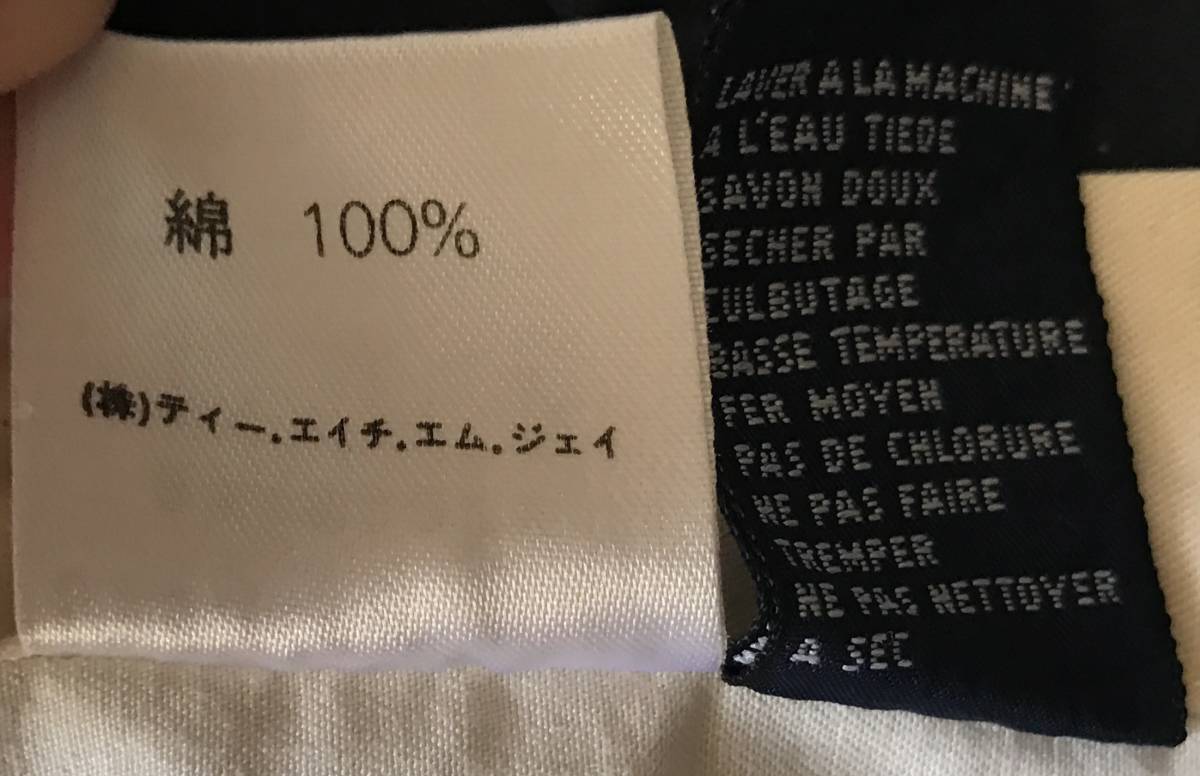 綿 100%
(株)ティー.エイチ.エム.ジェイ
LAVER A LA MACHINE
A L'EAU TIEDE
SAVON DOUX
SECHER PAR
CULBUTAGE
BASSE TEMPERATURE
FER MOYEN
PAS DE CHLORURE
NE PAS FAIRE
TREMPER
NE PAS NETTOYER
A SEC